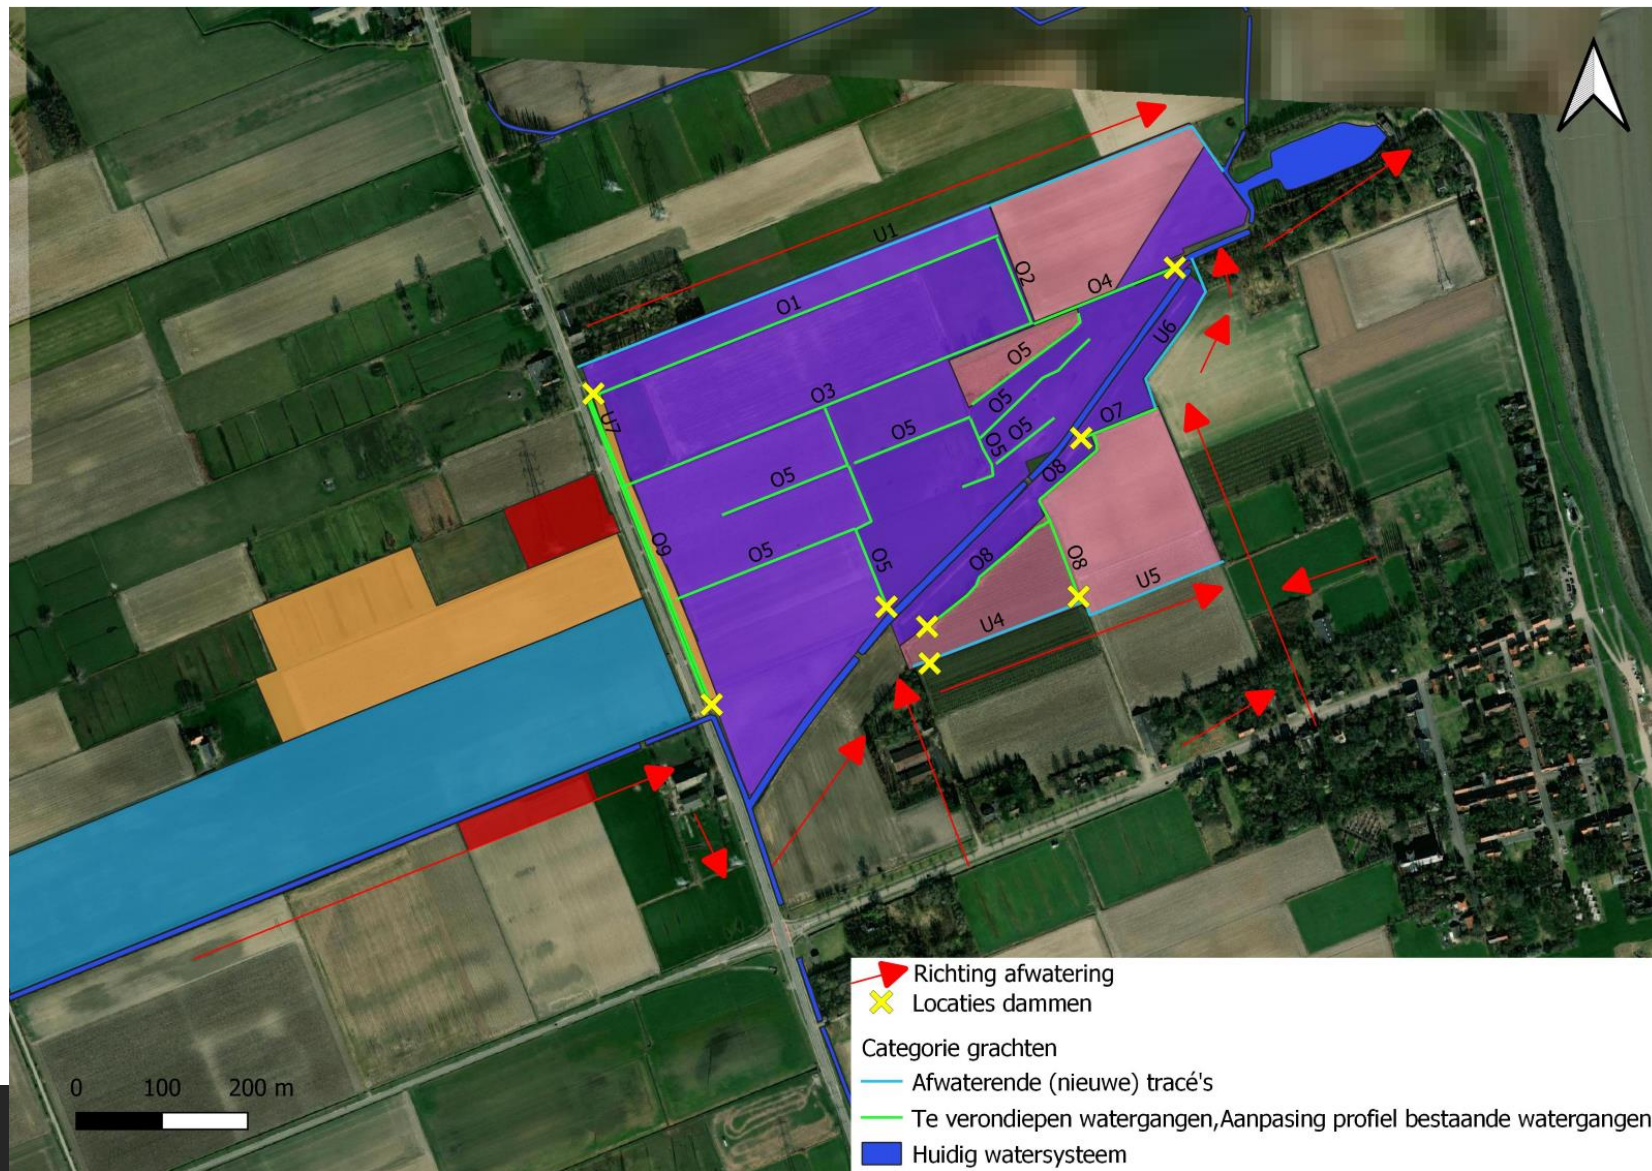 U1
O1
O2
O4
U6
O5
O3
U7
O5
O5
O7
O5
O5
O8
O5
O9
O5
O5
O8
O8
U5
U4
0 100 200 m
Richting afwatering
Locaties dammen
Categorie grachten
Afwaterende (nieuwe) tracé's
Te verondiepen watergangen,Aanpasing profiel bestaande watergangen
Huidig watersysteem